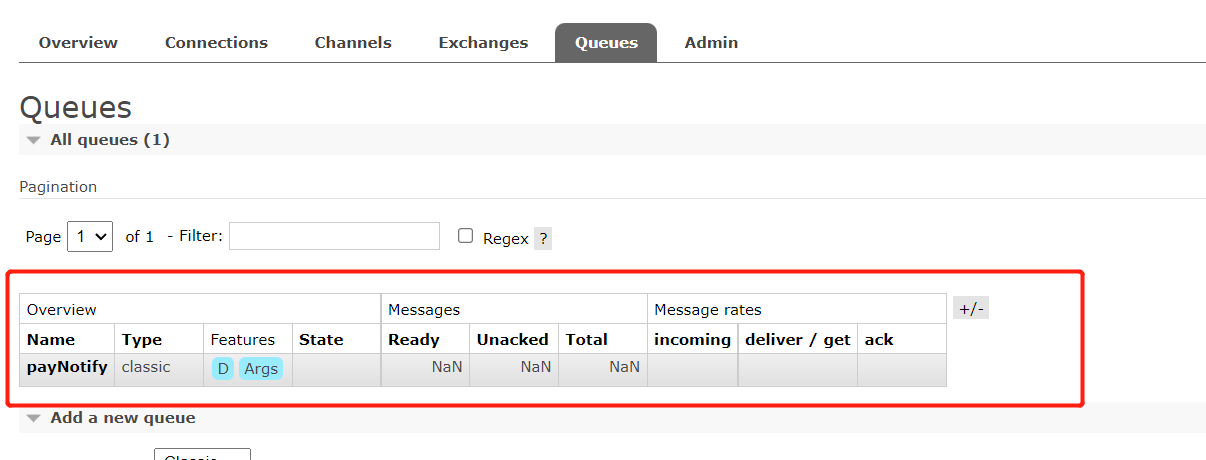 Overview Connections Channels Exchanges Queues Admin
Queues
All queues (1)
Pagination
Page 1 of 1 - Filter: Regex ?
Overview Messages Message rates +/-
Name Type Features State Ready Unacked Total incoming deliver / get ack
payNotify classic D Args NaN NaN NaN
Add a new queue
Classic